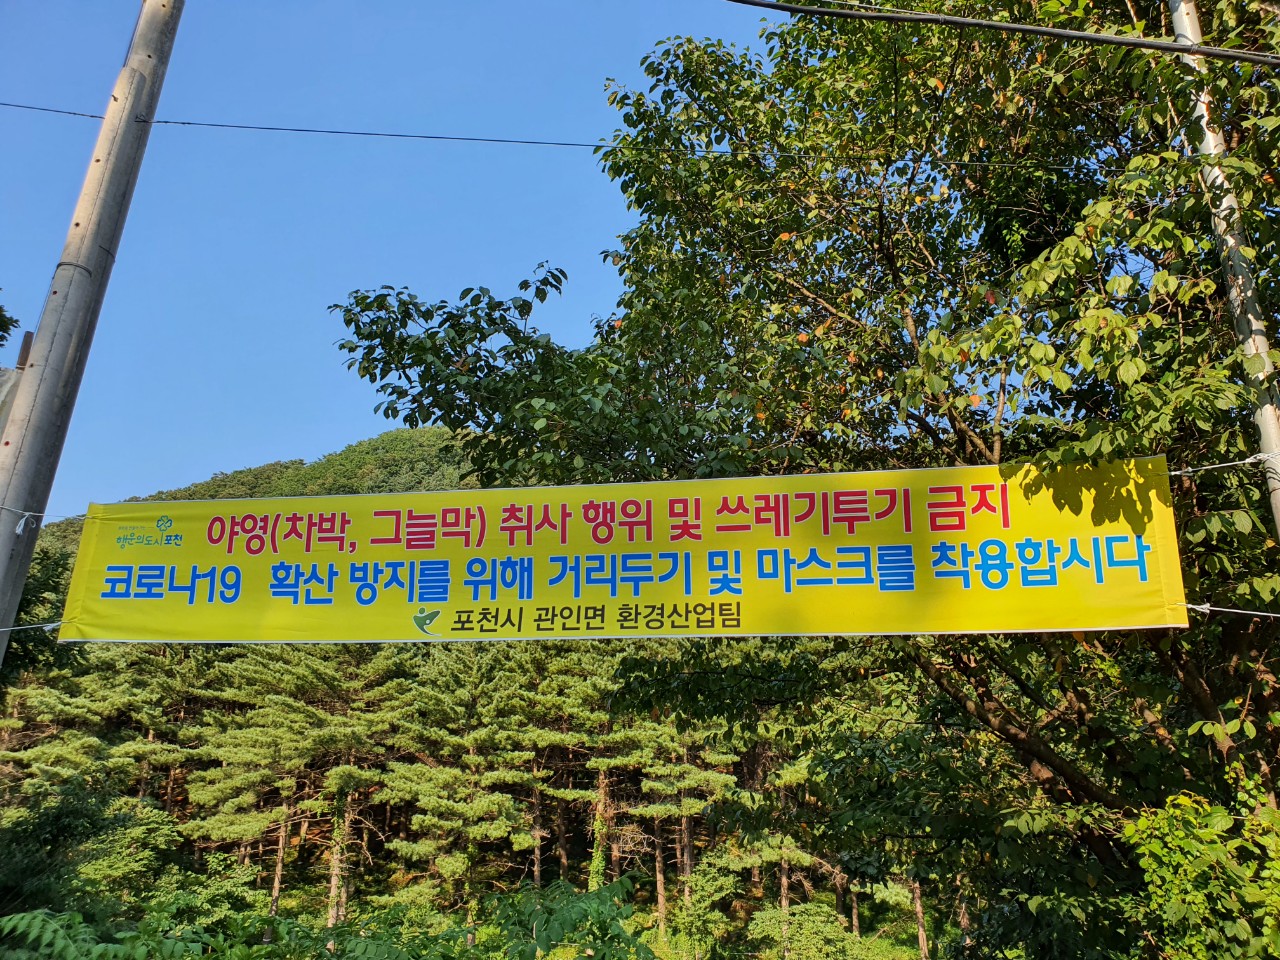 행운의도시 포천
야영(차박, 그늘막) 취사 행위 및 쓰레기투기 금지
코로나19 확산 방지를 위해 거리두기 및 마스크를 착용합시다
포천시 관인면 환경산업팀